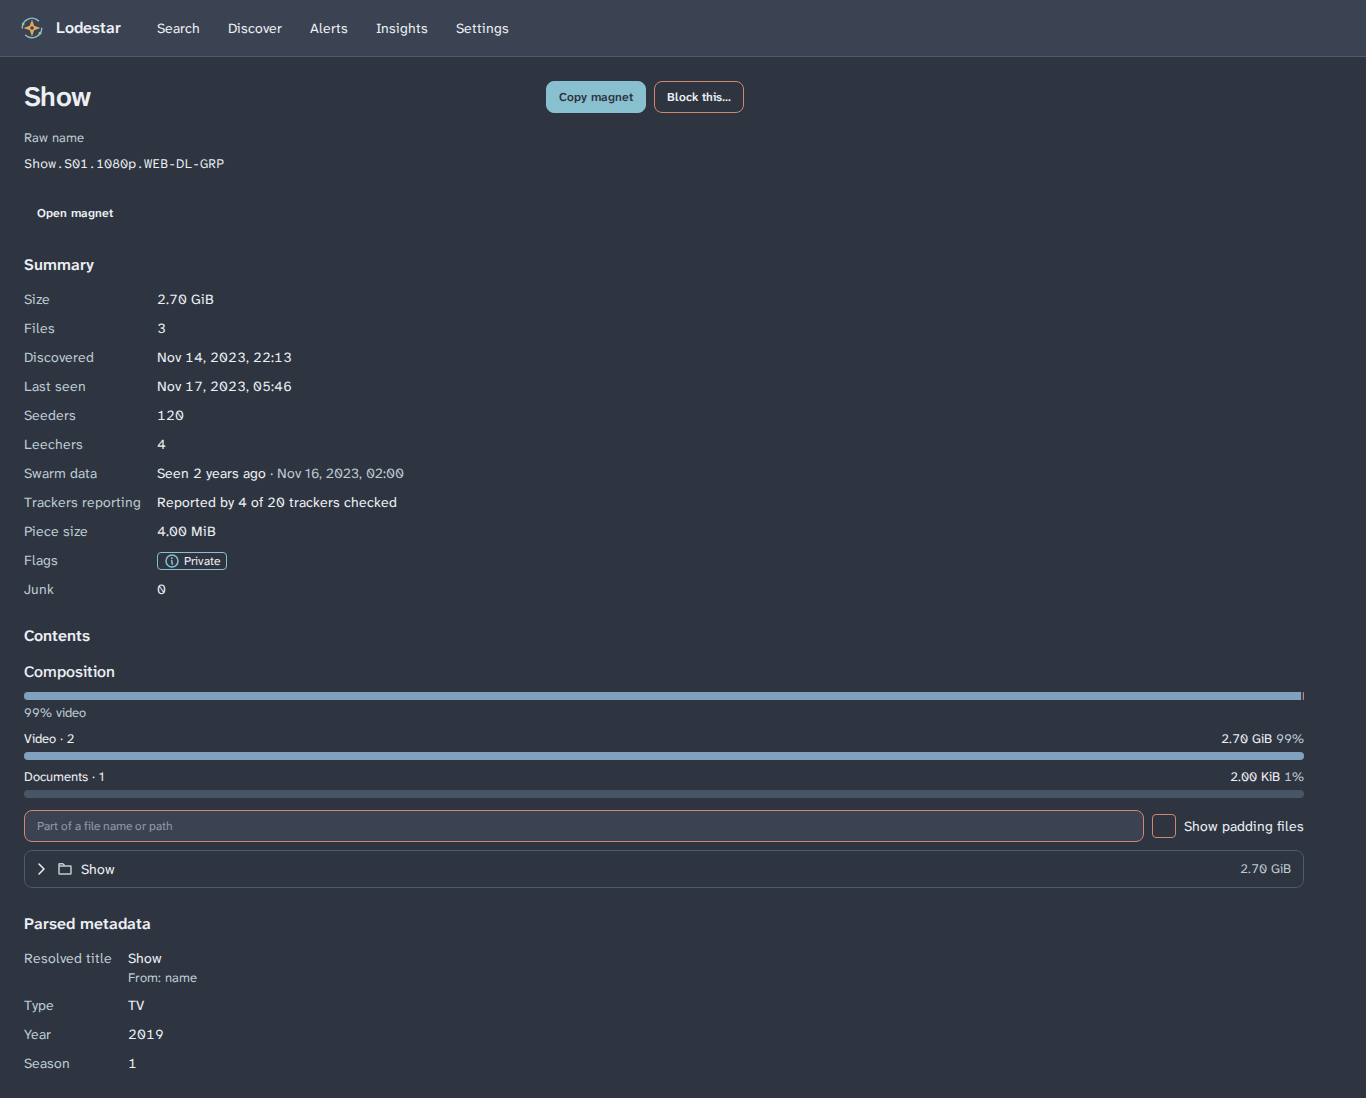 Lodestar Search Discover Alerts Insights Settings
Show Copy magnet Block this...
Raw name
Show.S01.1080p.WEB-DL-GRP
Open magnet
Summary
Size 2.70 GiB
Files 3
Discovered Nov 14, 2023, 22:13
Last seen Nov 17, 2023, 05:46
Seeders 120
Leechers 4
Swarm data Seen 2 years ago · Nov 16, 2023, 02:00
Trackers reporting Reported by 4 of 20 trackers checked
Piece size 4.00 MiB
Flags Private
Junk 0
Contents
Composition
99% video
Video · 2 2.70 GiB 99%
Documents · 1 2.00 KiB 1%
Part of a file name or path Show padding files
Show 2.70 GiB
Parsed metadata
Resolved title Show
From: name
Type TV
Year 2019
Season 1